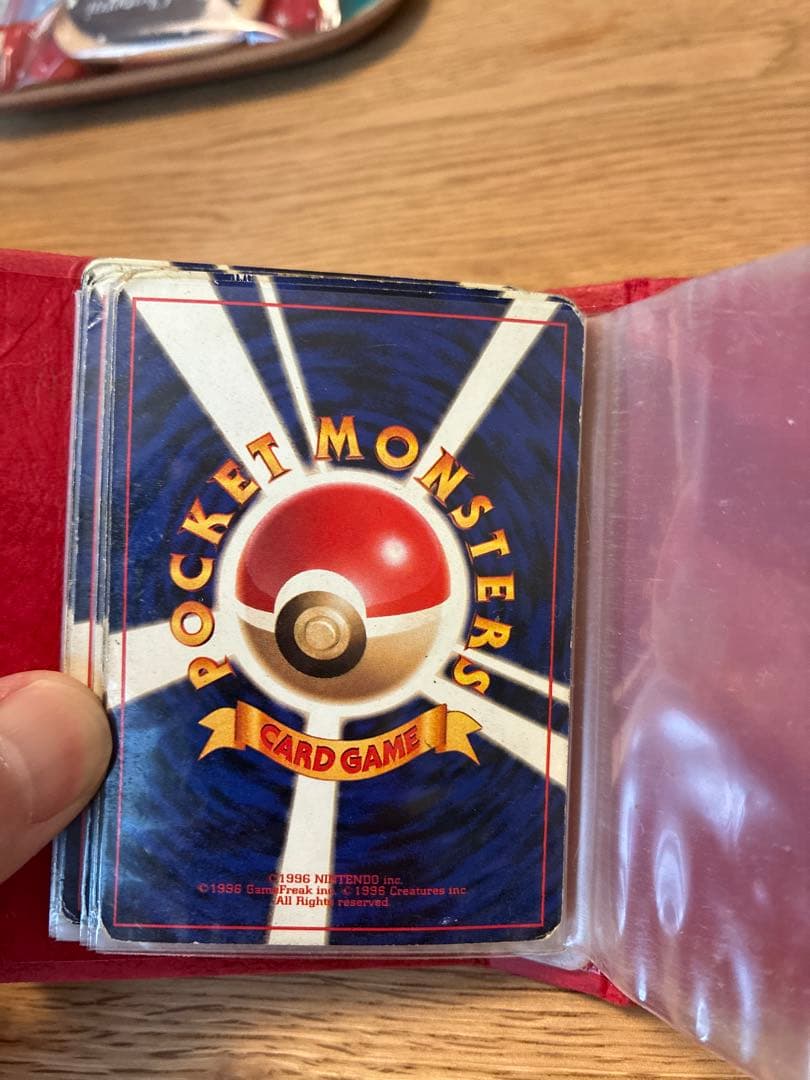 POCKET MONSTERS
CARD GAME
©1996 NINTENDO inc.
©1996 GameFreak inc. ©1996 Creatures inc.
All Rights reserved.